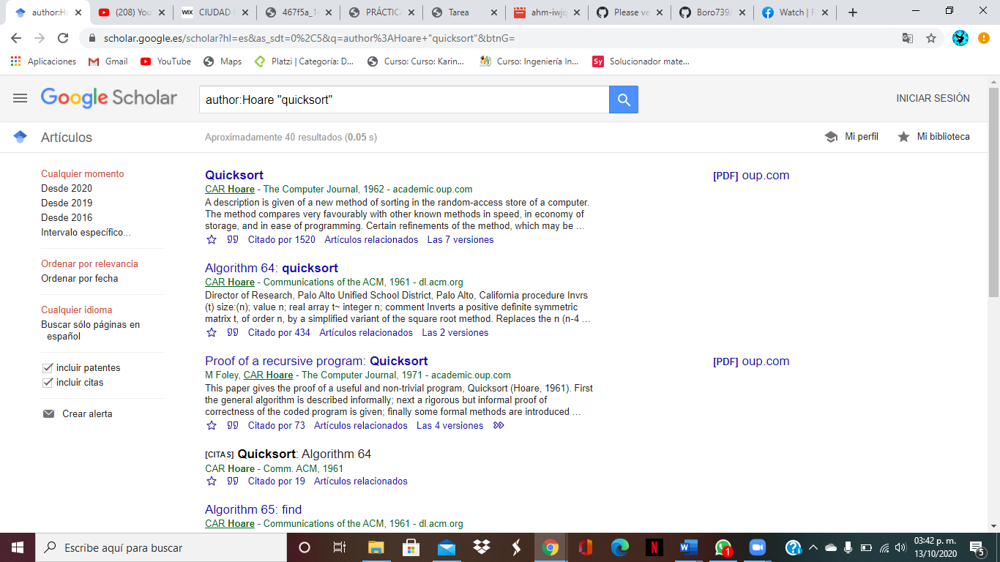 author:Ho
(208) You
WIX CIUDAD
467f5a_1
PRÁCTICA
Tarea
ahm-iwjq
Please ve
Boro739/
Watch | F
scholar.google.es/scholar?hl=es&as_sdt=0%2C5&q=author%3AHoare+"quicksort"&btnG=
Aplicaciones
Gmail
YouTube
Maps
Platzi | Categoría: D...
Curso: Curso: Karin...
Curso: Ingeniería In...
Sy Solucionador mate...
Google Scholar
author:Hoare "quicksort"
INICIAR SESIÓN
Artículos
Aproximadamente 40 resultados (0.05 s)
Mi perfil
Mi biblioteca
Cualquier momento
Desde 2020
Desde 2019
Desde 2016
Intervalo específico...
Ordenar por relevancia
Ordenar por fecha
Cualquier idioma
Buscar sólo páginas en
español
incluir patentes
incluir citas
Crear alerta
Quicksort
[PDF] oup.com
CAR Hoare - The Computer Journal, 1962 - academic.oup.com
A description is given of a new method of sorting in the random-access store of a computer.
The method compares very favourably with other known methods in speed, in economy of
storage, and in ease of programming. Certain refinements of the method, which may be ...
Citado por 1520 Artículos relacionados Las 7 versiones
Algorithm 64: quicksort
CAR Hoare - Communications of the ACM, 1961 - dl.acm.org
Director of Research, Palo Alto Unified School District, Palo Alto, California procedure Invrs
(t) size:(n); value n; real array t~ integer n; comment Inverts a positive definite symmetric
matrix t, of order n, by a simplified variant of the square root method. Replaces the n (n-4 ...
Citado por 434 Artículos relacionados Las 2 versiones
Proof of a recursive program: Quicksort
[PDF] oup.com
M Foley, CAR Hoare - The Computer Journal, 1971 - academic.oup.com
This paper gives the proof of a useful and non-trivial program, Quicksort (Hoare, 1961). First
the general algorithm is described informally; next a rigorous but informal proof of
correctness of the coded program is given; finally some formal methods are introduced ...
Citado por 73 Artículos relacionados Las 4 versiones
[CITAS] Quicksort: Algorithm 64
CAR Hoare - Comm. ACM, 1961
Citado por 19 Artículos relacionados
Algorithm 65: find
CAR Hoare - Communications of the ACM, 1961 - dl.acm.org
Escribe aquí para buscar
1
03:42 p. m.
13/10/2020
5